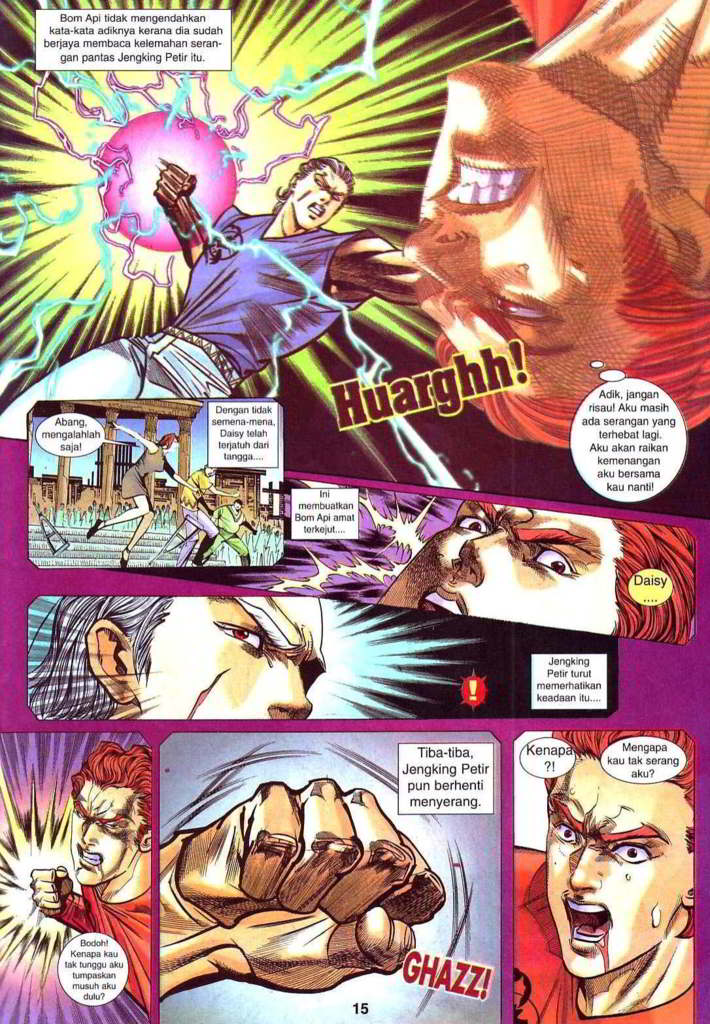 Bom Api tidak mengendahkan
kata-kata adiknya kerana dia sudah
berjaya membaca kelemahan seran-
gan pantas Jengking Petir itu.
Huarghh!
Adik, jangan
risau! Aku masih
ada serangan yang
terhebat lagi.
Aku akan raikan
kemenangan
aku bersama
kau nanti!
Abang,
mengalahlah
saja!
Dengan tidak
semena-mena,
Daisy telah
terjatuh dari
tangga....
Ini
membuatkan
Bom Api amat
terkejut....
Daisy
....
!
Jengking
Petir turut
memerhatikan
keadaan itu....
Bodoh!
Kenapa kau
tak tunggu aku
tumpaskan
musuh aku
dulu?
Tiba-tiba,
Jengking Petir
pun berhenti
menyerang.
GHAZZ!
Kenapa
?!
Mengapa
kau tak serang
aku?
15